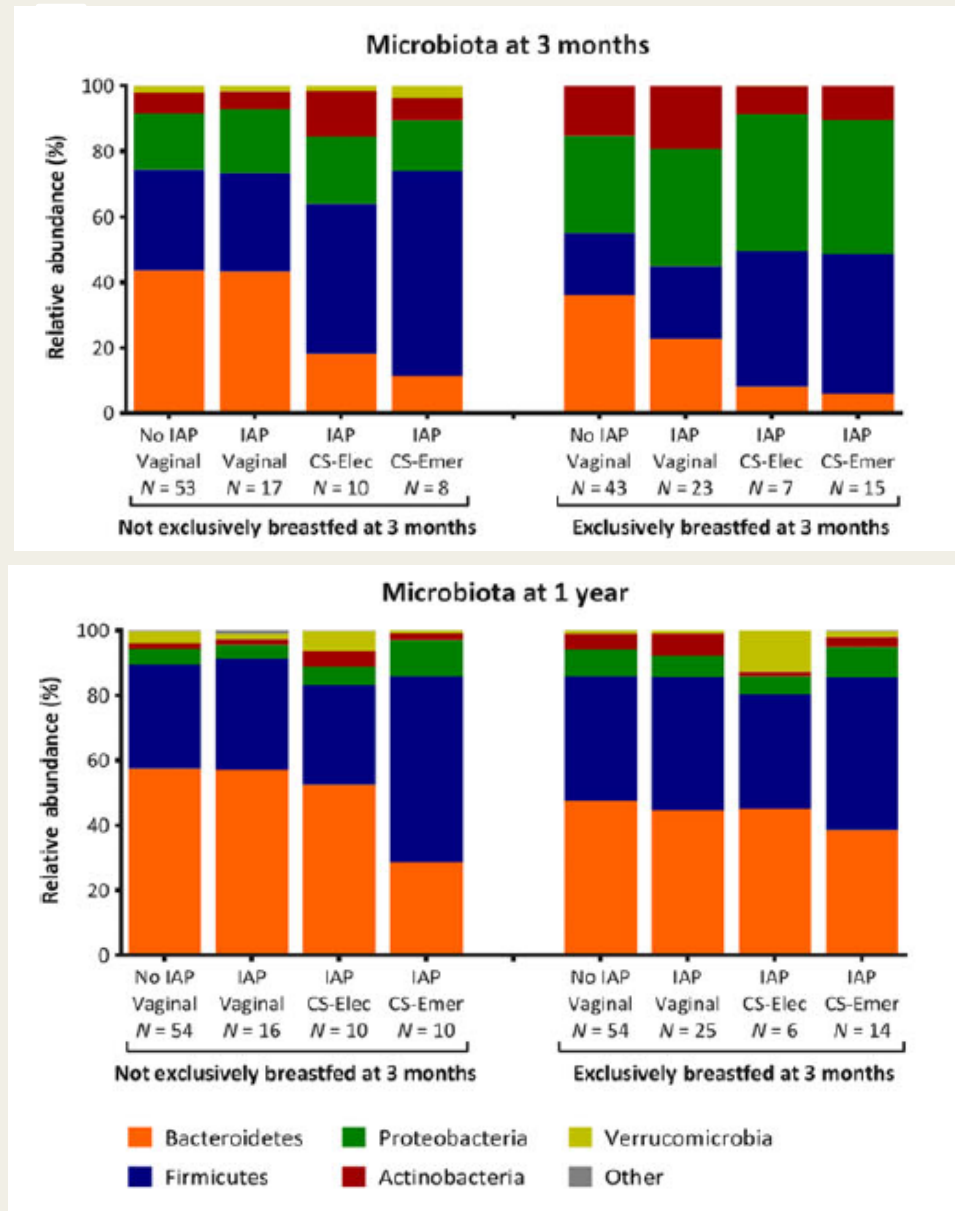 Microbiota at 3 months
Relative abundance (%)
100
80
60
40
20
0
No IAP Vaginal N = 53
IAP Vaginal N = 17
IAP CS-Elec N = 10
IAP CS-Emer N = 8
Not exclusively breastfed at 3 months
No IAP Vaginal N = 43
IAP Vaginal N = 23
IAP CS-Elec N = 7
IAP CS-Emer N = 15
Exclusively breastfed at 3 months
Microbiota at 1 year
Relative abundance (%)
100
80
60
40
20
0
No IAP Vaginal N = 54
IAP Vaginal N = 16
IAP CS-Elec N = 10
IAP CS-Emer N = 10
Not exclusively breastfed at 3 months
No IAP Vaginal N = 54
IAP Vaginal N = 25
IAP CS-Elec N = 6
IAP CS-Emer N = 14
Exclusively breastfed at 3 months
Bacteroidetes
Proteobacteria
Verrucomicrobia
Firmicutes
Actinobacteria
Other